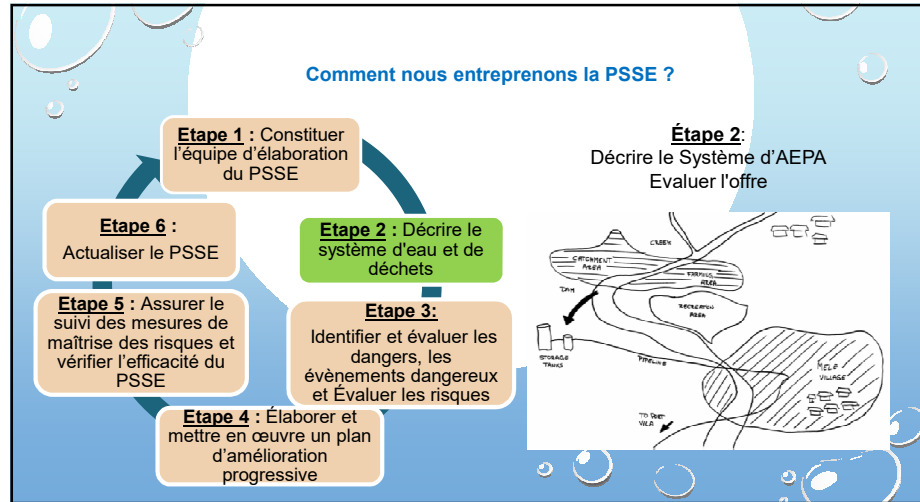 Comment nous entreprenons la PSSE ?
Etape 1 : Constituer
l’équipe d’élaboration
du PSSE
Etape 2 : Décrire le
système d'eau et de
déchets
Etape 3:
Identifier et évaluer les
dangers, les
évènements dangereux
et Évaluer les risques
Etape 4 : Élaborer et
mettre en œuvre un plan
d’amélioration
progressive
Etape 5 : Assurer le
suivi des mesures de
maîtrise des risques et
vérifier l’efficacité du
PSSE
Etape 6 :
Actualiser le PSSE
Étape 2:
Décrire le Système d’AEPA
Evaluer l'offre
CREEK
CATCHMENT
AREA
FARMING
AREA
DAM
RECREATION
AREA
STORAGE
TANKS
PIPELINE
MELE
VILLAGE
TO PORT
VILA